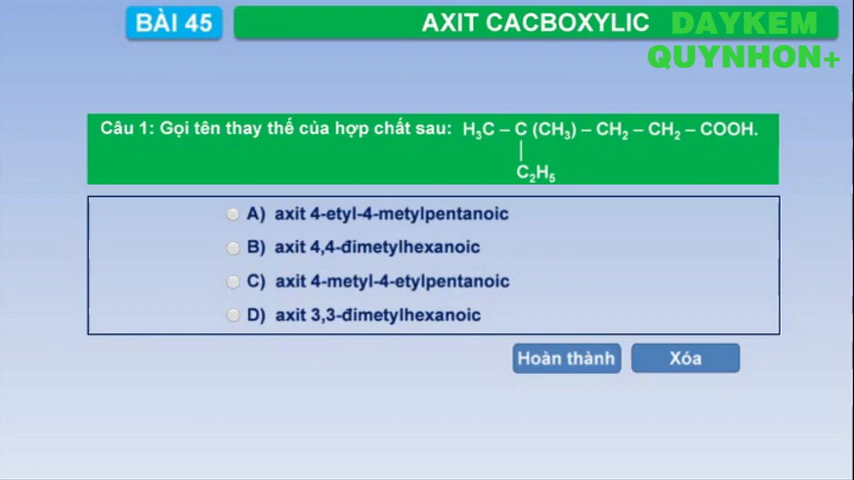 BÀI 45
AXIT CACBOXYLIC
DAYKEM
QUYNHON+
Câu 1: Gọi tên thay thế của hợp chất sau: H₃C – C (CH₃) – CH₂ – CH₂ – COOH.
|
C₂H₅
A) axit 4-etyl-4-metylpentanoic
B) axit 4,4-đimetylhexanoic
C) axit 4-metyl-4-etylpentanoic
D) axit 3,3-đimetylhexanoic
Hoàn thành
Xóa